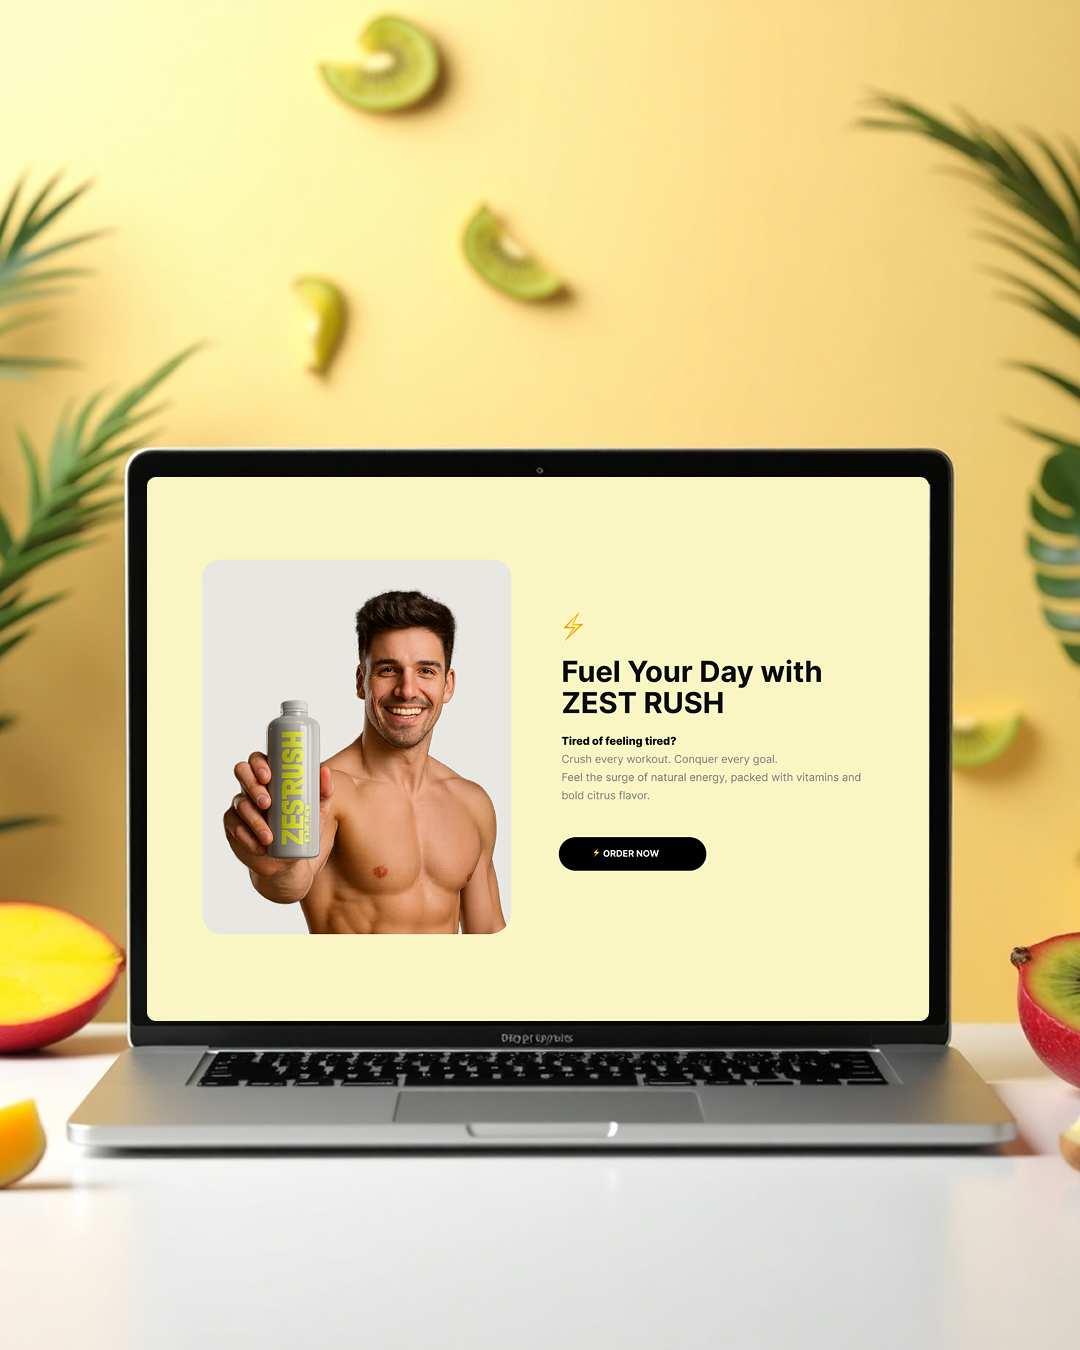 ZESTRUSH
ENERGY
Fuel Your Day with
ZEST RUSH
Tired of feeling tired?
Crush every workout. Conquer every goal.
Feel the surge of natural energy, packed with vitamins and
bold citrus flavor.
⚡ ORDER NOW